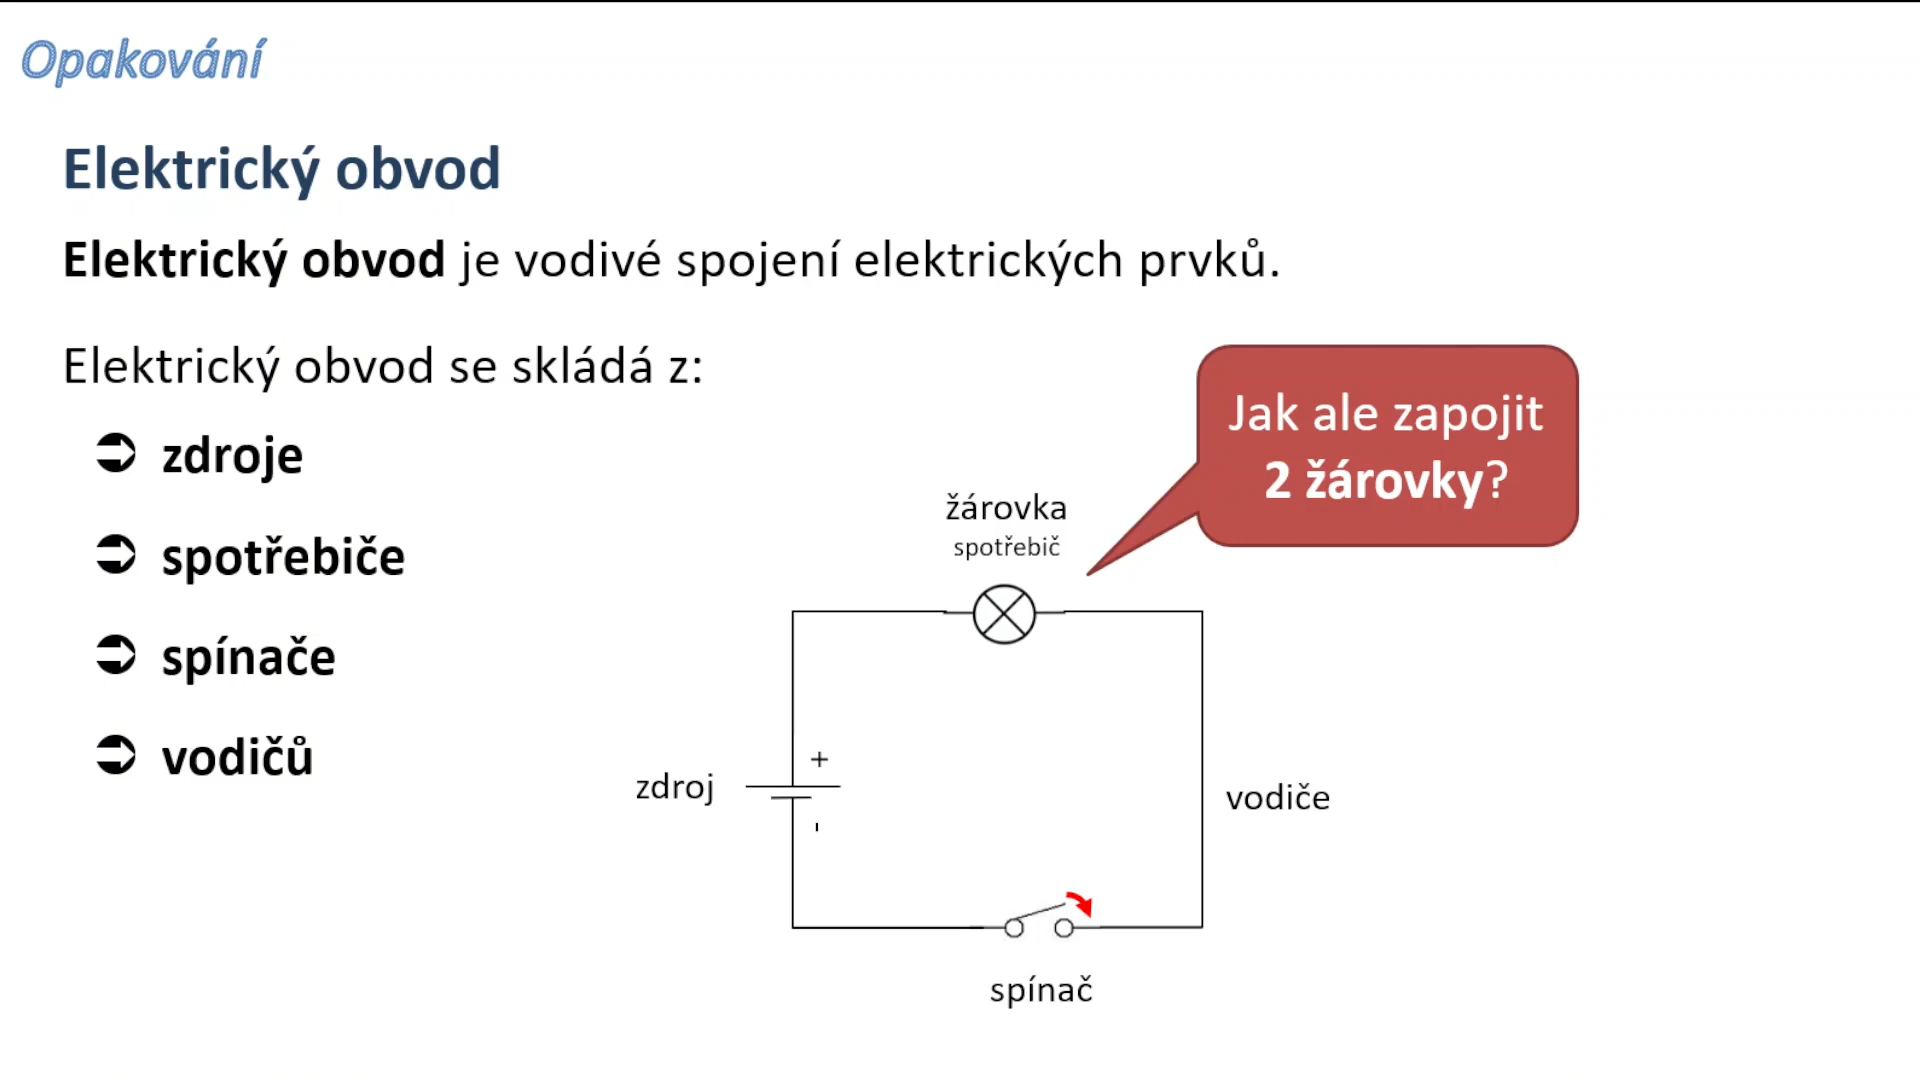 Opakování
Elektrický obvod
Elektrický obvod je vodivé spojení elektrických prvků.
Elektrický obvod se skládá z:
zdroje
spotřebiče
spínače
vodičů
Jak ale zapojit
2 žárovky?
žárovka
spotřebič
+
zdroj
-
vodiče
spínač